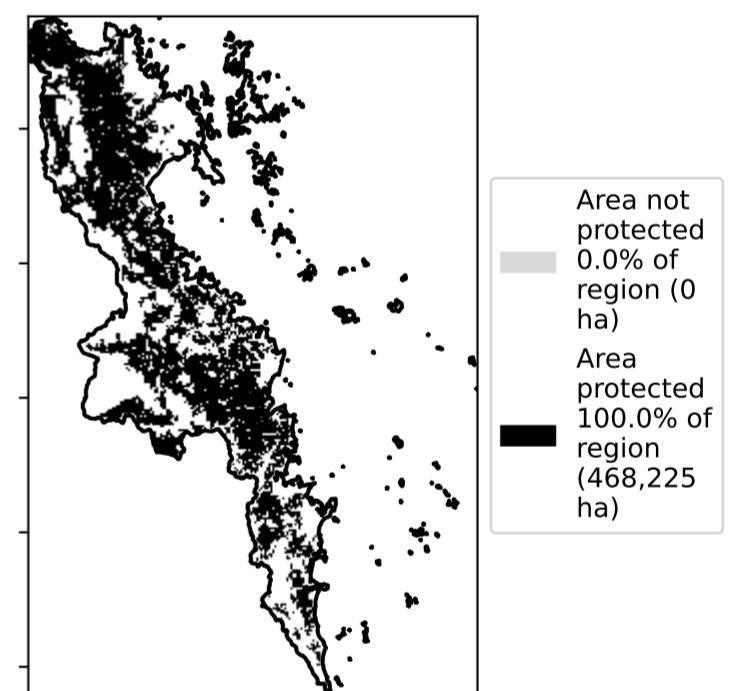 Area not
protected
0.0% of
region (0
ha)
Area
protected
100.0% of
region
(468,225
ha)